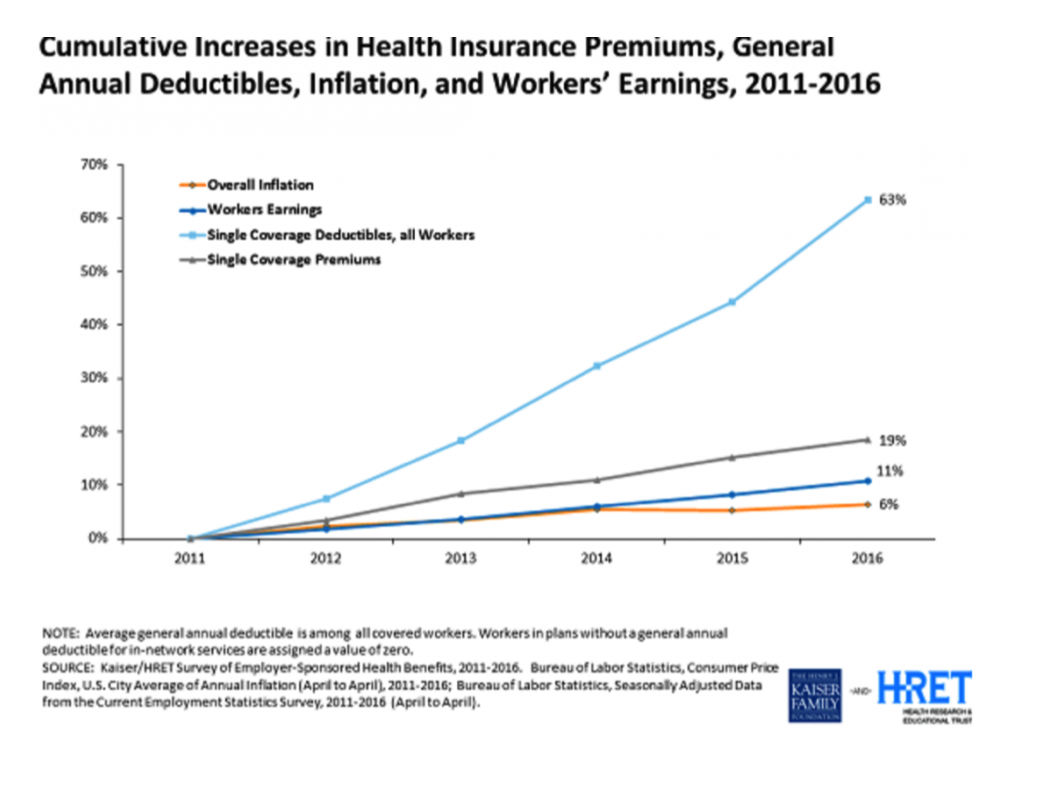 Cumulative Increases in Health Insurance Premiums, General
Annual Deductibles, Inflation, and Workers’ Earnings, 2011-2016
70%
60%
50%
40%
30%
20%
10%
0%
Overall Inflation
Workers Earnings
Single Coverage Deductibles, all Workers
Single Coverage Premiums
63%
19%
11%
6%
2011
2012
2013
2014
2015
2016
NOTE: Average general annual deductible is among all covered workers. Workers in plans without a general annual
deductible for in-network services are assigned a value of zero.
SOURCE: Kaiser/HRET Survey of Employer-Sponsored Health Benefits, 2011-2016. Bureau of Labor Statistics, Consumer Price
Index, U.S. City Average of Annual Inflation (April to April), 2011-2016; Bureau of Labor Statistics, Seasonally Adjusted Data
from the Current Employment Statistics Survey, 2011-2016 (April to April).
THE HENRY J.
KAISER
FAMILY
FOUNDATION
-AND-
HRET
HEALTH RESEARCH &
EDUCATIONAL TRUST